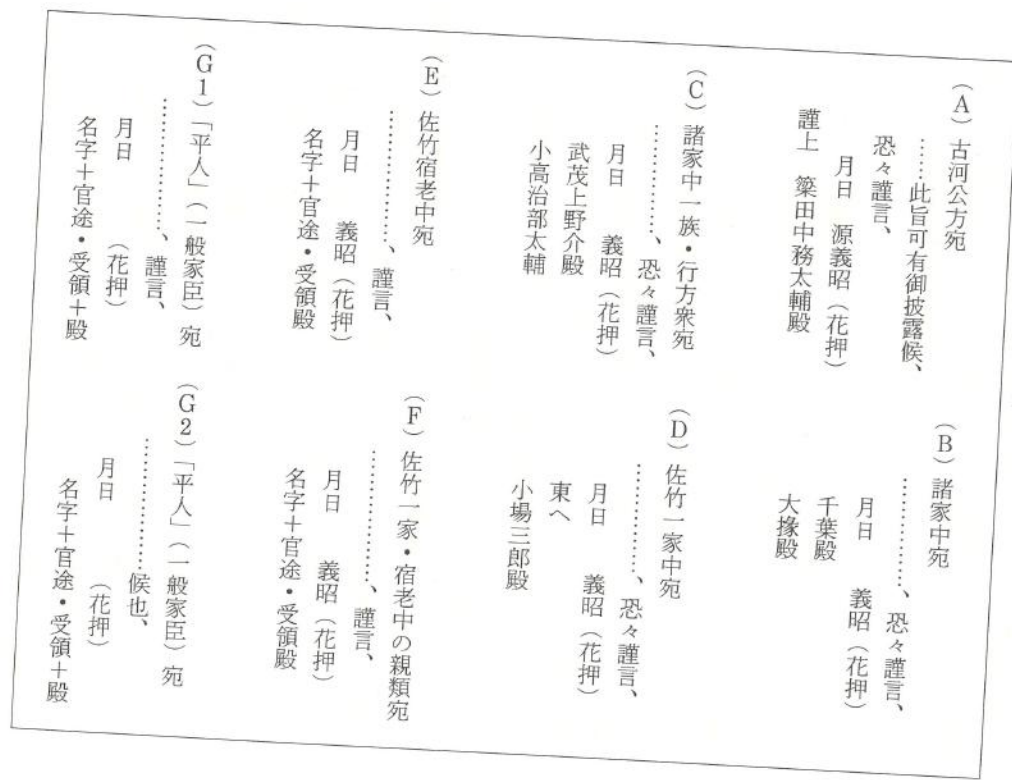 (A)古河公方宛
……此旨可有御披露候、
恐々謹言、
月日　源義昭(花押)
謹上　簗田中務太輔殿
(B)諸家中宛
…………、恐々謹言、
月日　義昭(花押)
千葉殿
大掾殿
(C)諸家中一族・行方衆宛
…………、恐々謹言、
月日　義昭(花押)
武茂上野介殿
小高治部太輔
(D)佐竹一家中宛
…………、恐々謹言、
月日　義昭(花押)
東へ
小場三郎殿
(E)佐竹宿老中宛
……………、謹言、
月日　義昭(花押)
名字+官途・受領殿
(F)佐竹一家・宿老中の親類宛
……………、謹言、
月日　義昭(花押)
名字+官途・受領殿
(G1)「平人」(一般家臣)宛
……………、謹言、
月日　(花押)
名字+官途・受領+殿
(G2)「平人」(一般家臣)宛
……………候也、
月日　(花押)
名字+官途・受領+殿